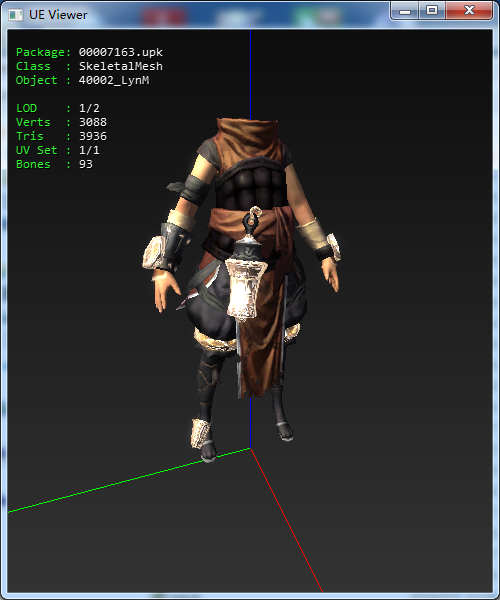 UE Viewer
Package: 00007163.upk
Class : SkeletalMesh
Object : 40002_LynM
LOD : 1/2
Verts : 3088
Tris : 3936
UV Set : 1/1
Bones : 93